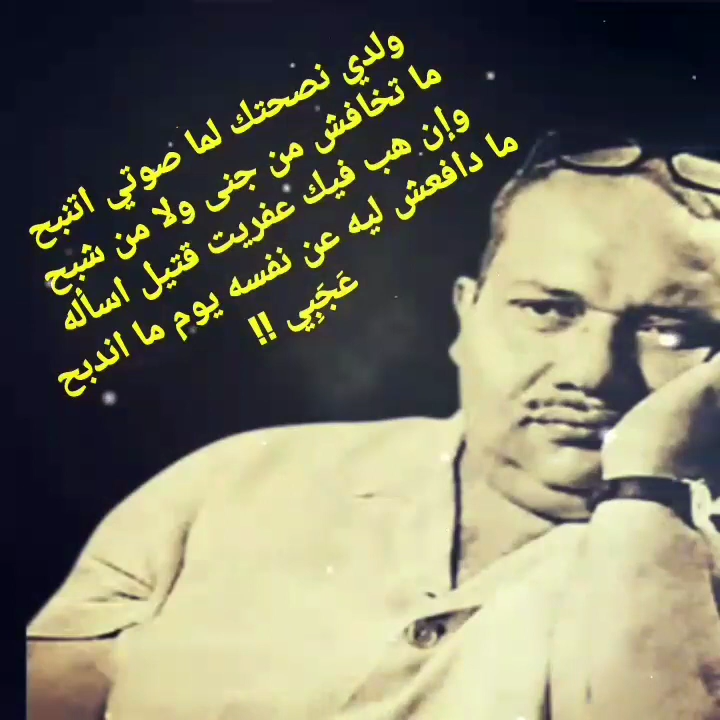 ولدي نصحتك لما صوتي اتنبح
ما تخافش من جنى ولا من شبح
وإن هب فيك عفريت قتيل اسأله
ما دافعش ليه عن نفسه يوم ما اندبح
عَجَبِي !!